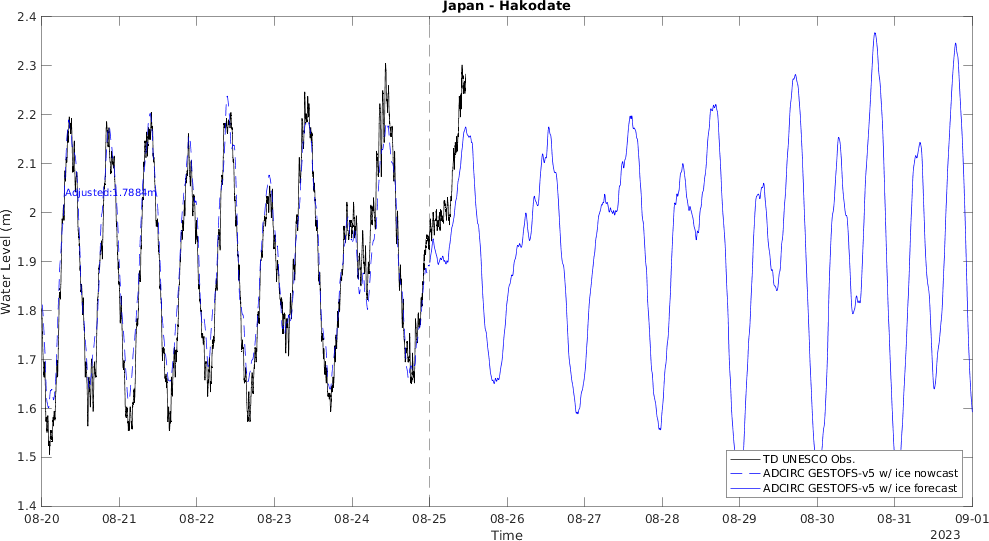 Japan - Hakodate
2.4
2.3
2.2
2.1
2
1.9
1.8
1.7
1.6
1.5
1.4
Water Level (m)
Adjusted:1.7884m
TD UNESCO Obs.
ADCIRC GESTOFS-v5 w/ ice nowcast
ADCIRC GESTOFS-v5 w/ ice forecast
08-20 08-21 08-22 08-23 08-24 08-25 08-26 08-27 08-28 08-29 08-30 08-31 09-01
Time
2023